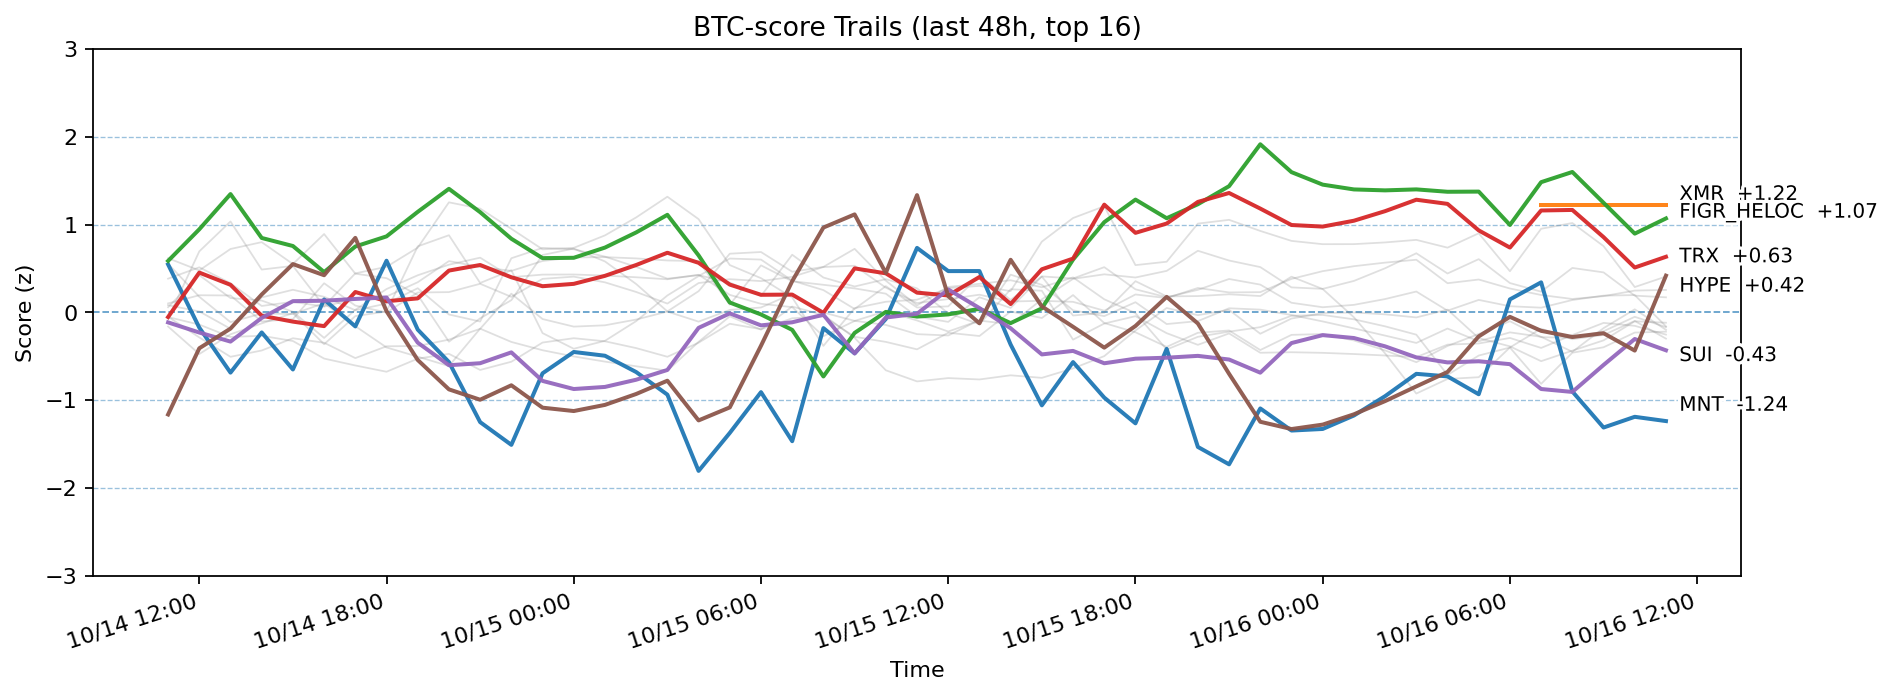 BTC-score Trails (last 48h, top 16)
Score (z)
3
2
1
0
−1
−2
−3
XMR +1.22
FIGR_HELOC +1.07
TRX +0.63
HYPE +0.42
SUI -0.43
MNT -1.24
10/14 12:00
10/14 18:00
10/15 00:00
10/15 06:00
10/15 12:00
10/15 18:00
10/16 00:00
10/16 06:00
10/16 12:00
Time